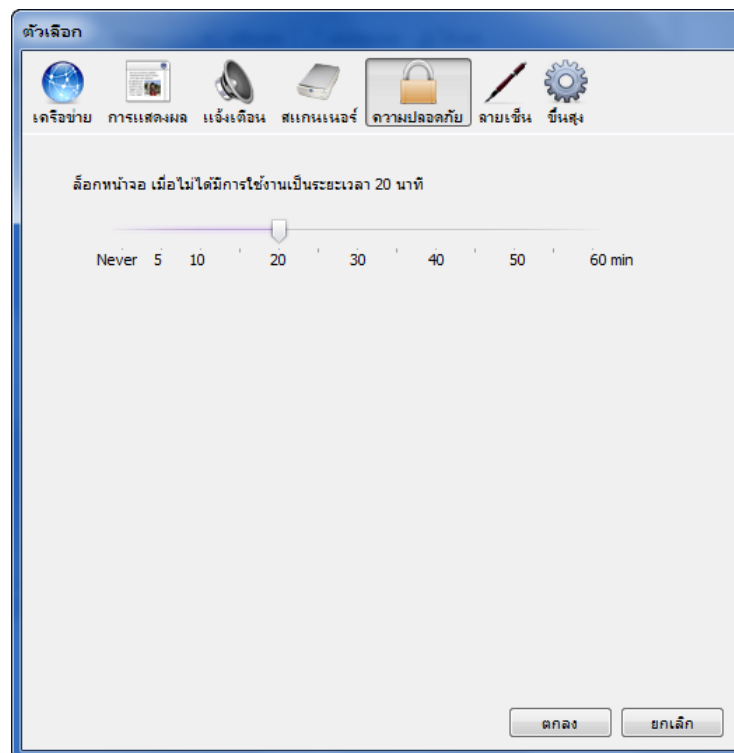 ตัวเลือก
เครือข่าย การแสดงผล แจ้งเตือน สแกนเนอร์ ความปลอดภัย ลายเซ็น ขั้นสุง
ล็อกหน้าจอ เมื่อไม่ได้มีการใช้งานเป็นระยะเวลา 20 นาที
Never 5 10 20 30 40 50 60 min
ตกลง ยกเลิก